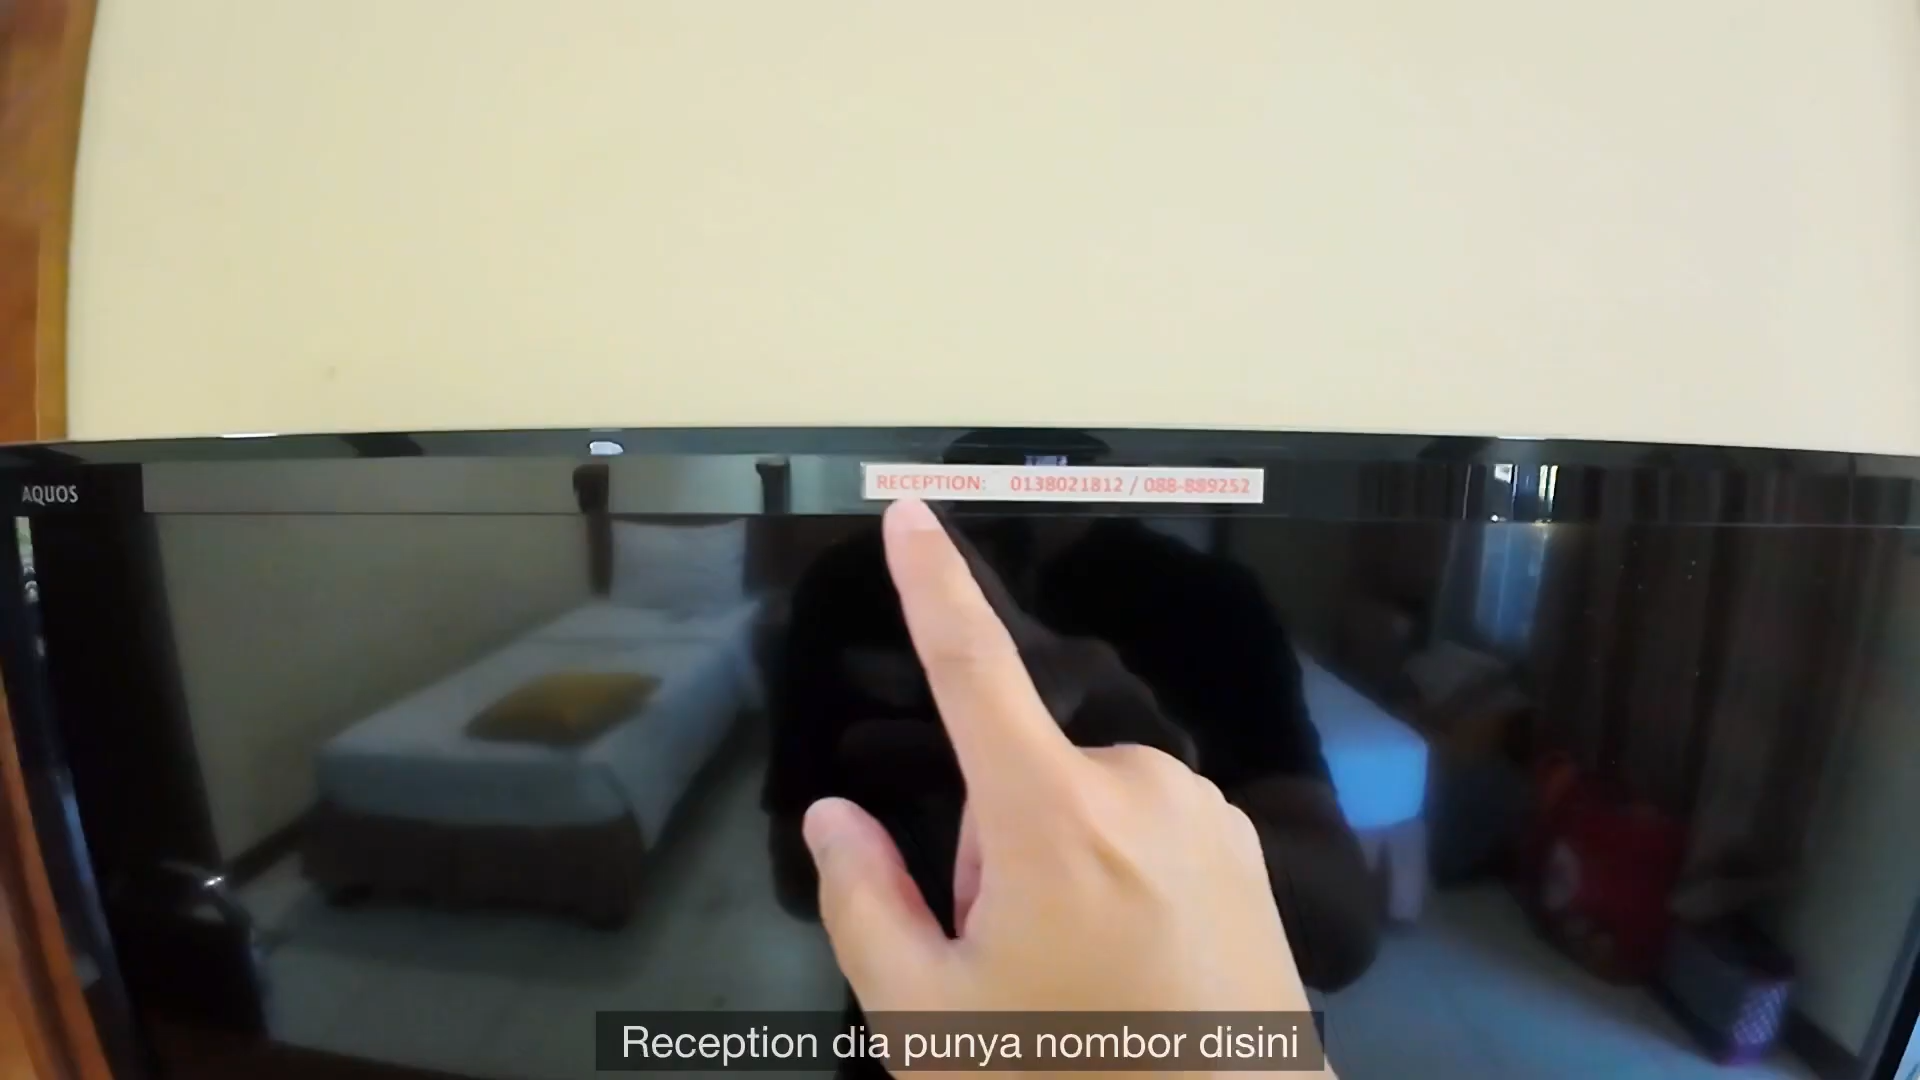 AQUOS
RECEPTION: 0138021812 / 088-889252
Reception dia punya nombor disini